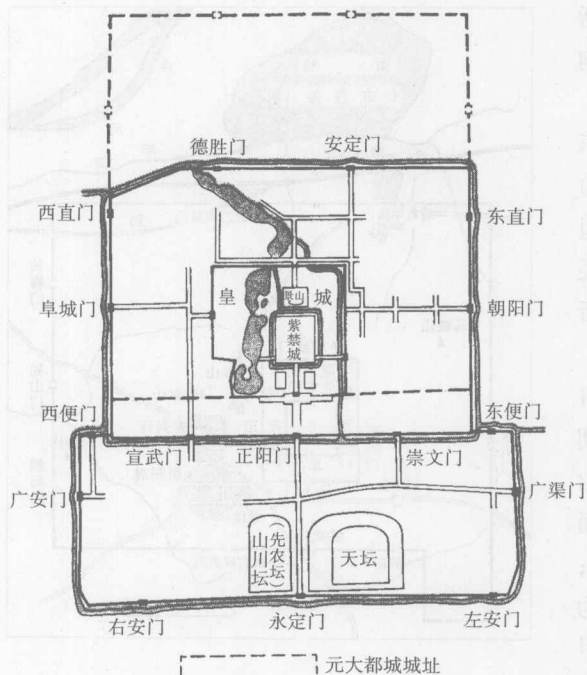 德胜门
安定门
西直门
东直门
皇
城
景山
阜城门
朝阳门
紫禁城
西便门
东便门
宣武门
正阳门
崇文门
广安门
广渠门
山川坛
(先农坛)
天坛
右安门
永定门
左安门
元大都城城址